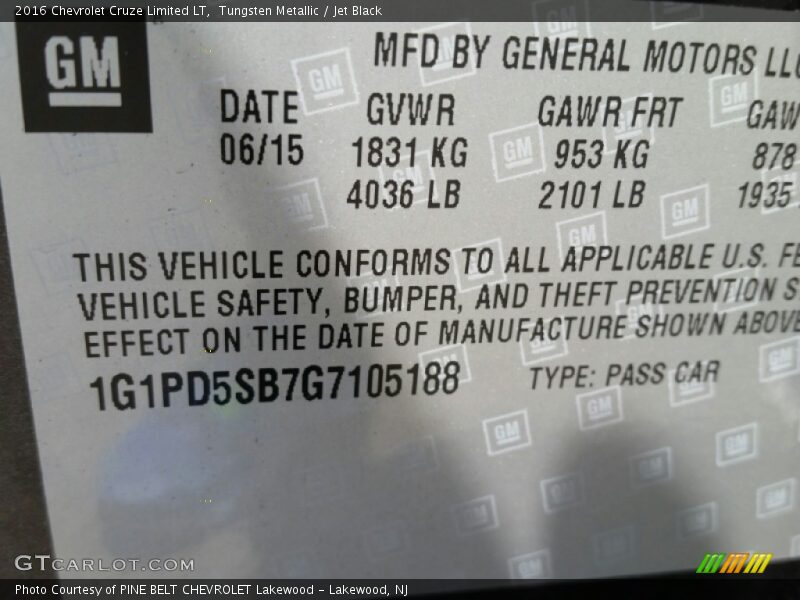 2016 Chevrolet Cruze Limited LT, Tungsten Metallic / Jet Black
GM
MFD BY GENERAL MOTORS LLC
DATE GVWR GAWR FRT GAW
06/15 1831 KG 953 KG 878
4036 LB 2101 LB 1935
THIS VEHICLE CONFORMS TO ALL APPLICABLE U.S. FE
VEHICLE SAFETY, BUMPER, AND THEFT PREVENTION S
EFFECT ON THE DATE OF MANUFACTURE SHOWN ABOVE
1G1PD5SB7G7105188 TYPE: PASS CAR
GTCARLOT.COM
Photo Courtesy of PINE BELT CHEVROLET Lakewood - Lakewood, NJ